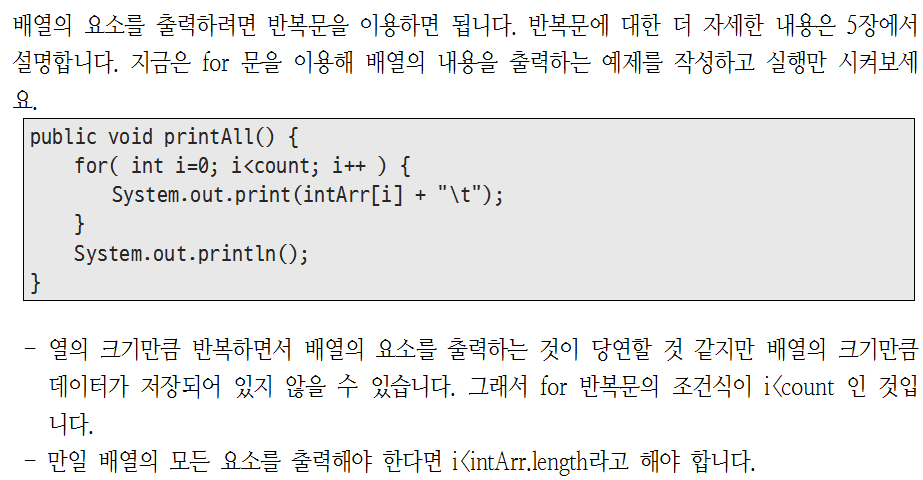 배열의 요소를 출력하려면 반복문을 이용하면 됩니다. 반복문에 대한 더 자세한 내용은 5장에서
설명합니다. 지금은 for 문을 이용해 배열의 내용을 출력하는 예제를 작성하고 실행만 시켜보세
요.
public void printAll() {
    for( int i=0; i<count; i++ ) {
        System.out.print(intArr[i] + "\t");
    }
    System.out.println();
}
- 열의 크기만큼 반복하면서 배열의 요소를 출력하는 것이 당연할 것 같지만 배열의 크기만큼
데이터가 저장되어 있지 않을 수 있습니다. 그래서 for 반복문의 조건식이 i<count 인 것입
니다.
- 만일 배열의 모든 요소를 출력해야 한다면 i<intArr.length라고 해야 합니다.